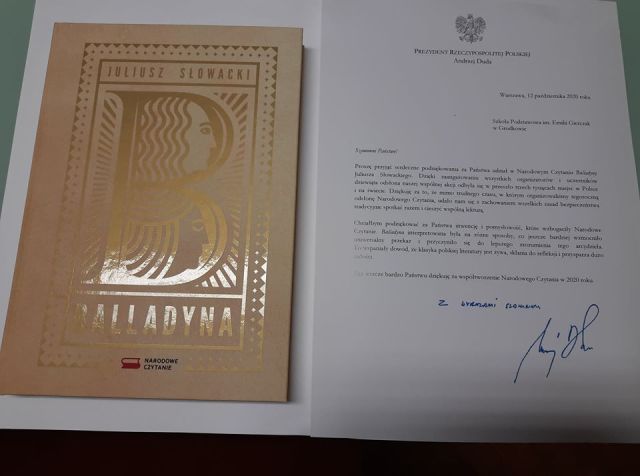 JULIUSZ SŁOWACKI
B
BALLADYNA
NARODOWE
CZYTANIE
PREZYDENT RZECZYPOSPOLITEJ POLSKIEJ
Andrzej Duda
Warszawa, 12 października 2020 roku
Szkoła Podstawowa im. Emilii Gierczak
w Grodkowie
Szanowni Państwo!
Proszę przyjąć serdeczne podziękowania za Państwa udział w Narodowym Czytaniu Balladyny
Juliusza Słowackiego. Dzięki zaangażowaniu wszystkich organizatorów i uczestników
dziewiąta odsłona naszej wspólnej akcji odbyła się w przeszło trzech tysiącach miejsc w Polsce
i na świecie. Dziękuję za to, że mimo trudnego czasu, w którym organizowaliśmy tegoroczną
odsłonę Narodowego Czytania, udało nam się z zachowaniem wszelkich zasad bezpieczeństwa
tradycyjnie spotkać razem i cieszyć wspólną lekturą.
Chciałbym podziękować za Państwa inwencję i pomysłowość, które wzbogaciły Narodowe
Czytanie. Balladyna interpretowana była na różne sposoby, co jeszcze bardziej wzmocniło
uniwersalny przekaz i przyczyniło się do lepszego zrozumienia tego arcydzieła.
To wspaniały dowód, że klasyka polskiej literatury jest żywa, skłania do refleksji i przysparza dużo
radości.
Raz jeszcze bardzo Państwu dziękuję za współtworzenie Narodowego Czytania w 2020 roku
Z wyrazami szacunku